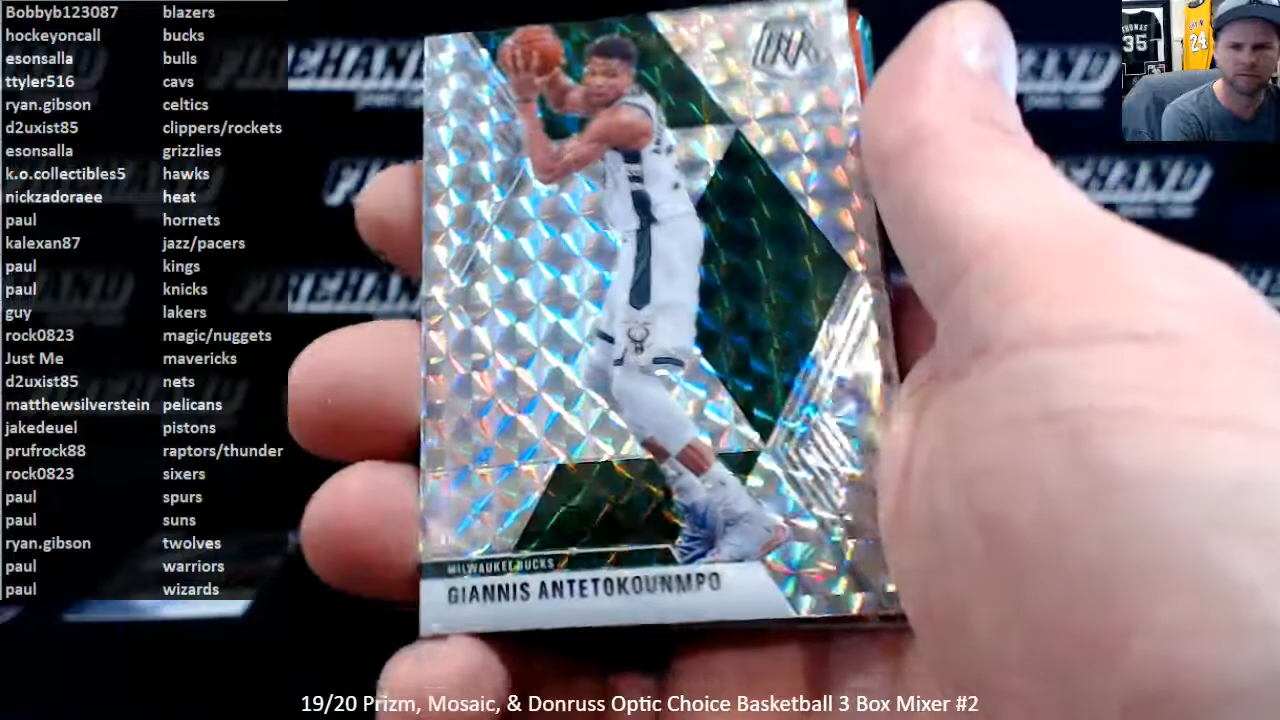 Bobbyb123087 blazers
hockeyoncall bucks
esonsalla bulls
ttyler516 cavs
ryan.gibson celtics
d2uxist85 clippers/rockets
esonsalla grizzlies
k.o.collectibles5 hawks
nickzadoraee heat
paul hornets
kalexan87 jazz/pacers
paul kings
paul knicks
guy lakers
rock0823 magic/nuggets
Just Me mavericks
d2uxist85 nets
matthewsilverstein pelicans
jakedeuel pistons
prufrock88 raptors/thunder
rock0823 sixers
paul spurs
paul suns
ryan.gibson twolves
paul warriors
paul wizards
35
24
MILWAUKEE BUCKS
GIANNIS ANTETOKOUNMPO
19/20 Prizm, Mosaic, & Donruss Optic Choice Basketball 3 Box Mixer #2